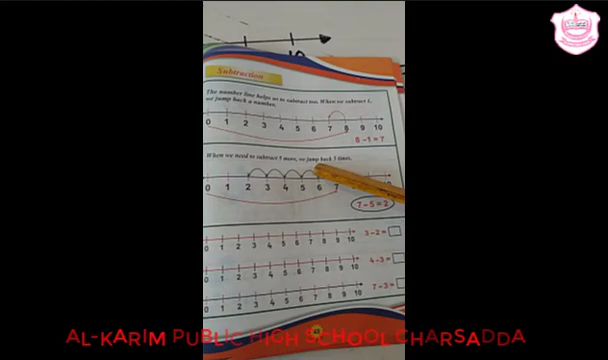 Subtraction
The number line helps us to subtract too. When we subtract 1,
we jump back a number.
0 1 2 3 4 5 6 7 8 9 10
8 - 1 = 7
When we need to subtract 5 more, we jump back 5 times.
0 1 2 3 4 5 6 7 10
7 - 5 = 2
0 1 2 3 4 5 6 7 8 9 10
3 - 2 =
0 1 2 3 4 5 6 7 8 9 10
4 - 3 =
0 1 2 3 4 5 6 7 8 9 10
7 - 3 =
48
AL-KARIM PUBLIC HIGH SCHOOL CHARSADDA